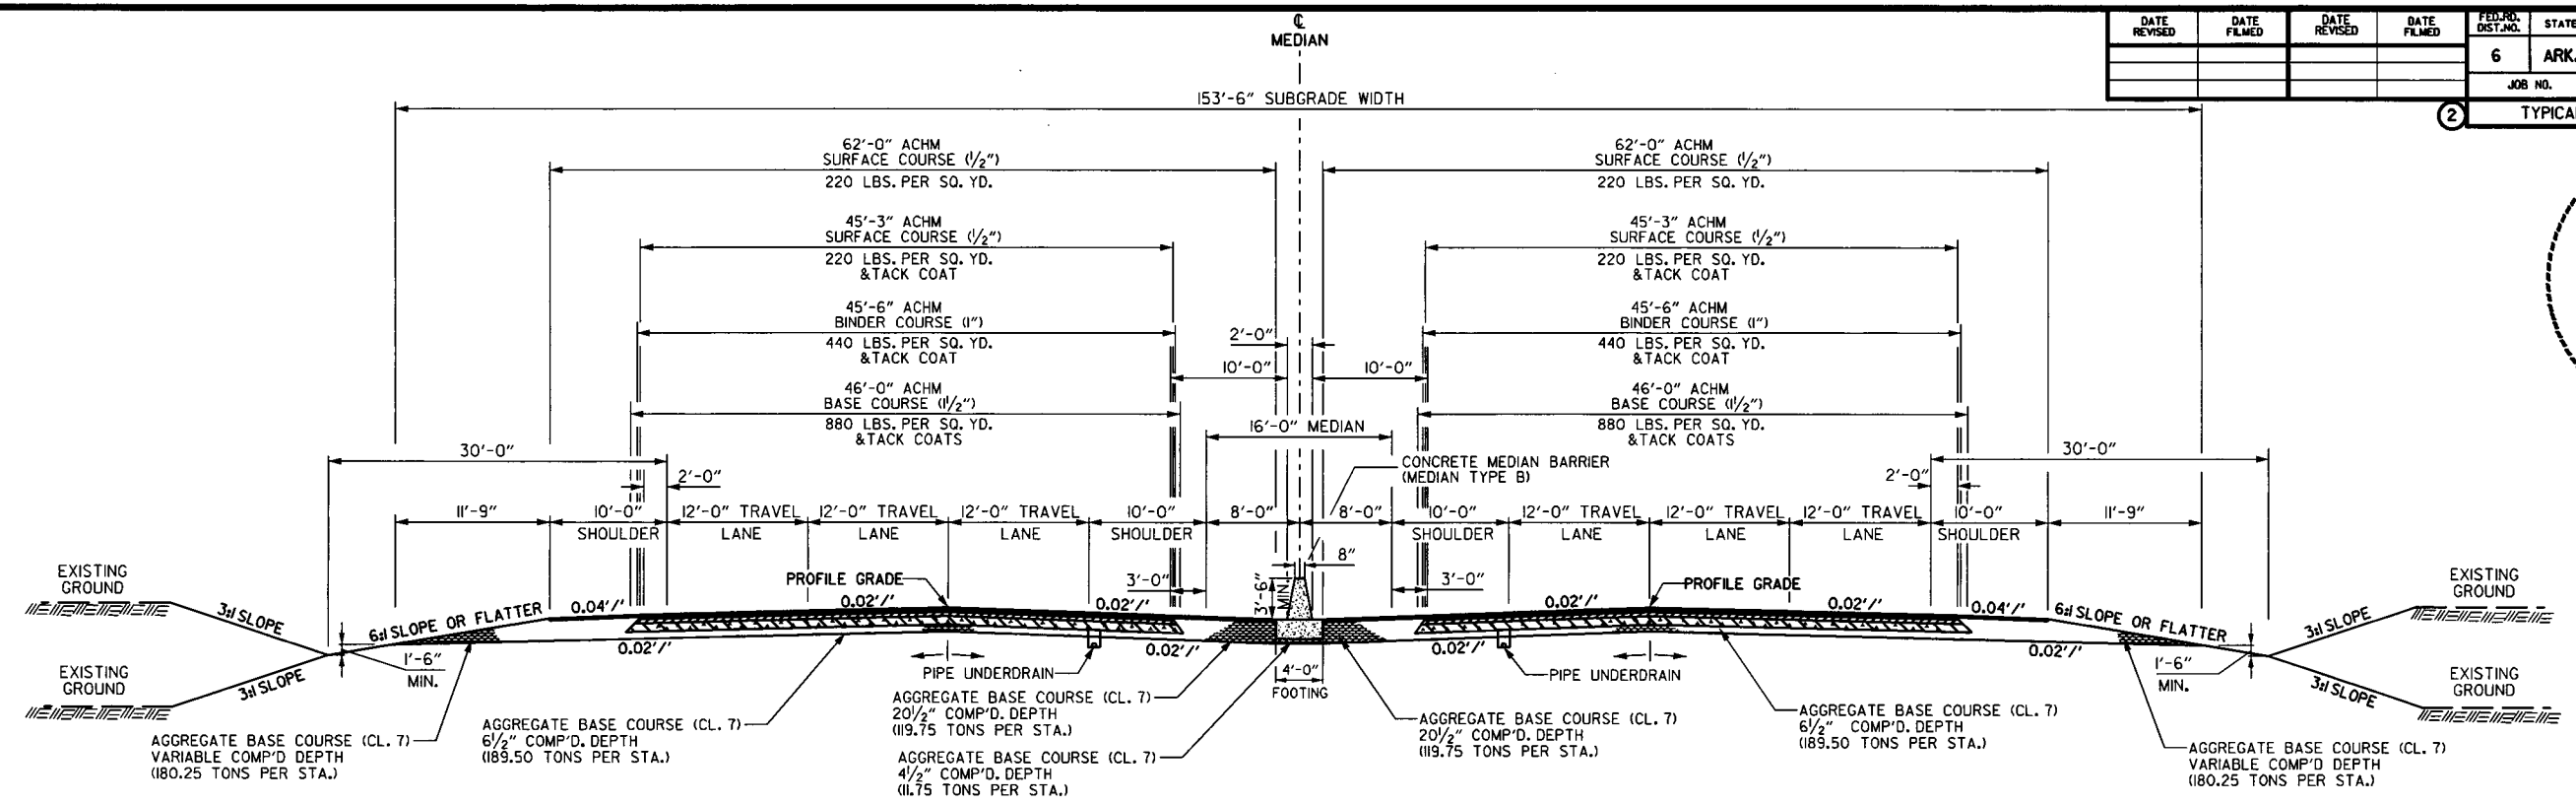 ℄
MEDIAN
DATE REVISED
DATE FILMED
DATE REVISED
DATE FILMED
FED.RD. DIST.NO.
STATE
6
ARK.
JOB NO.
2
TYPICAL
153'-6" SUBGRADE WIDTH
62'-0" ACHM
SURFACE COURSE (1/2")
220 LBS. PER SQ. YD.
62'-0" ACHM
SURFACE COURSE (1/2")
220 LBS. PER SQ. YD.
45'-3" ACHM
SURFACE COURSE (1/2")
220 LBS. PER SQ. YD.
&TACK COAT
45'-3" ACHM
SURFACE COURSE (1/2")
220 LBS. PER SQ. YD.
&TACK COAT
45'-6" ACHM
BINDER COURSE (1")
440 LBS. PER SQ. YD.
&TACK COAT
2'-0"
45'-6" ACHM
BINDER COURSE (1")
440 LBS. PER SQ. YD.
&TACK COAT
10'-0"
10'-0"
46'-0" ACHM
BASE COURSE (1 1/2")
880 LBS. PER SQ. YD.
&TACK COATS
46'-0" ACHM
BASE COURSE (1 1/2")
880 LBS. PER SQ. YD.
&TACK COATS
16'-0" MEDIAN
CONCRETE MEDIAN BARRIER
(MEDIAN TYPE B)
30'-0"
2'-0"
30'-0"
2'-0"
11'-9"
10'-0"
SHOULDER
12'-0" TRAVEL
LANE
12'-0" TRAVEL
LANE
12'-0" TRAVEL
LANE
10'-0"
SHOULDER
8'-0"
8'-0"
10'-0"
SHOULDER
12'-0" TRAVEL
LANE
12'-0" TRAVEL
LANE
12'-0" TRAVEL
LANE
10'-0"
SHOULDER
11'-9"
8"
3'-6"
MIN.
3'-0"
3'-0"
PROFILE GRADE
PROFILE GRADE
EXISTING
GROUND
EXISTING
GROUND
3:1 SLOPE
6:1 SLOPE OR FLATTER
0.04'/'
0.02'/'
0.02'/'
0.02'/'
0.02'/'
0.04'/'
6:1 SLOPE OR FLATTER
3:1 SLOPE
0.02'/'
0.02'/'
0.02'/'
0.02'/'
1'-6"
MIN.
1'-6"
MIN.
EXISTING
GROUND
3:1 SLOPE
PIPE UNDERDRAIN
4'-0"
FOOTING
PIPE UNDERDRAIN
3:1 SLOPE
EXISTING
GROUND
AGGREGATE BASE COURSE (CL. 7)
VARIABLE COMP'D DEPTH
(180.25 TONS PER STA.)
AGGREGATE BASE COURSE (CL. 7)
6 1/2" COMP'D. DEPTH
(189.50 TONS PER STA.)
AGGREGATE BASE COURSE (CL. 7)
20 1/2" COMP'D. DEPTH
(119.75 TONS PER STA.)
AGGREGATE BASE COURSE (CL. 7)
4 1/2" COMP'D. DEPTH
(11.75 TONS PER STA.)
AGGREGATE BASE COURSE (CL. 7)
20 1/2" COMP'D. DEPTH
(119.75 TONS PER STA.)
AGGREGATE BASE COURSE (CL. 7)
6 1/2" COMP'D. DEPTH
(189.50 TONS PER STA.)
AGGREGATE BASE COURSE (CL. 7)
VARIABLE COMP'D DEPTH
(180.25 TONS PER STA.)